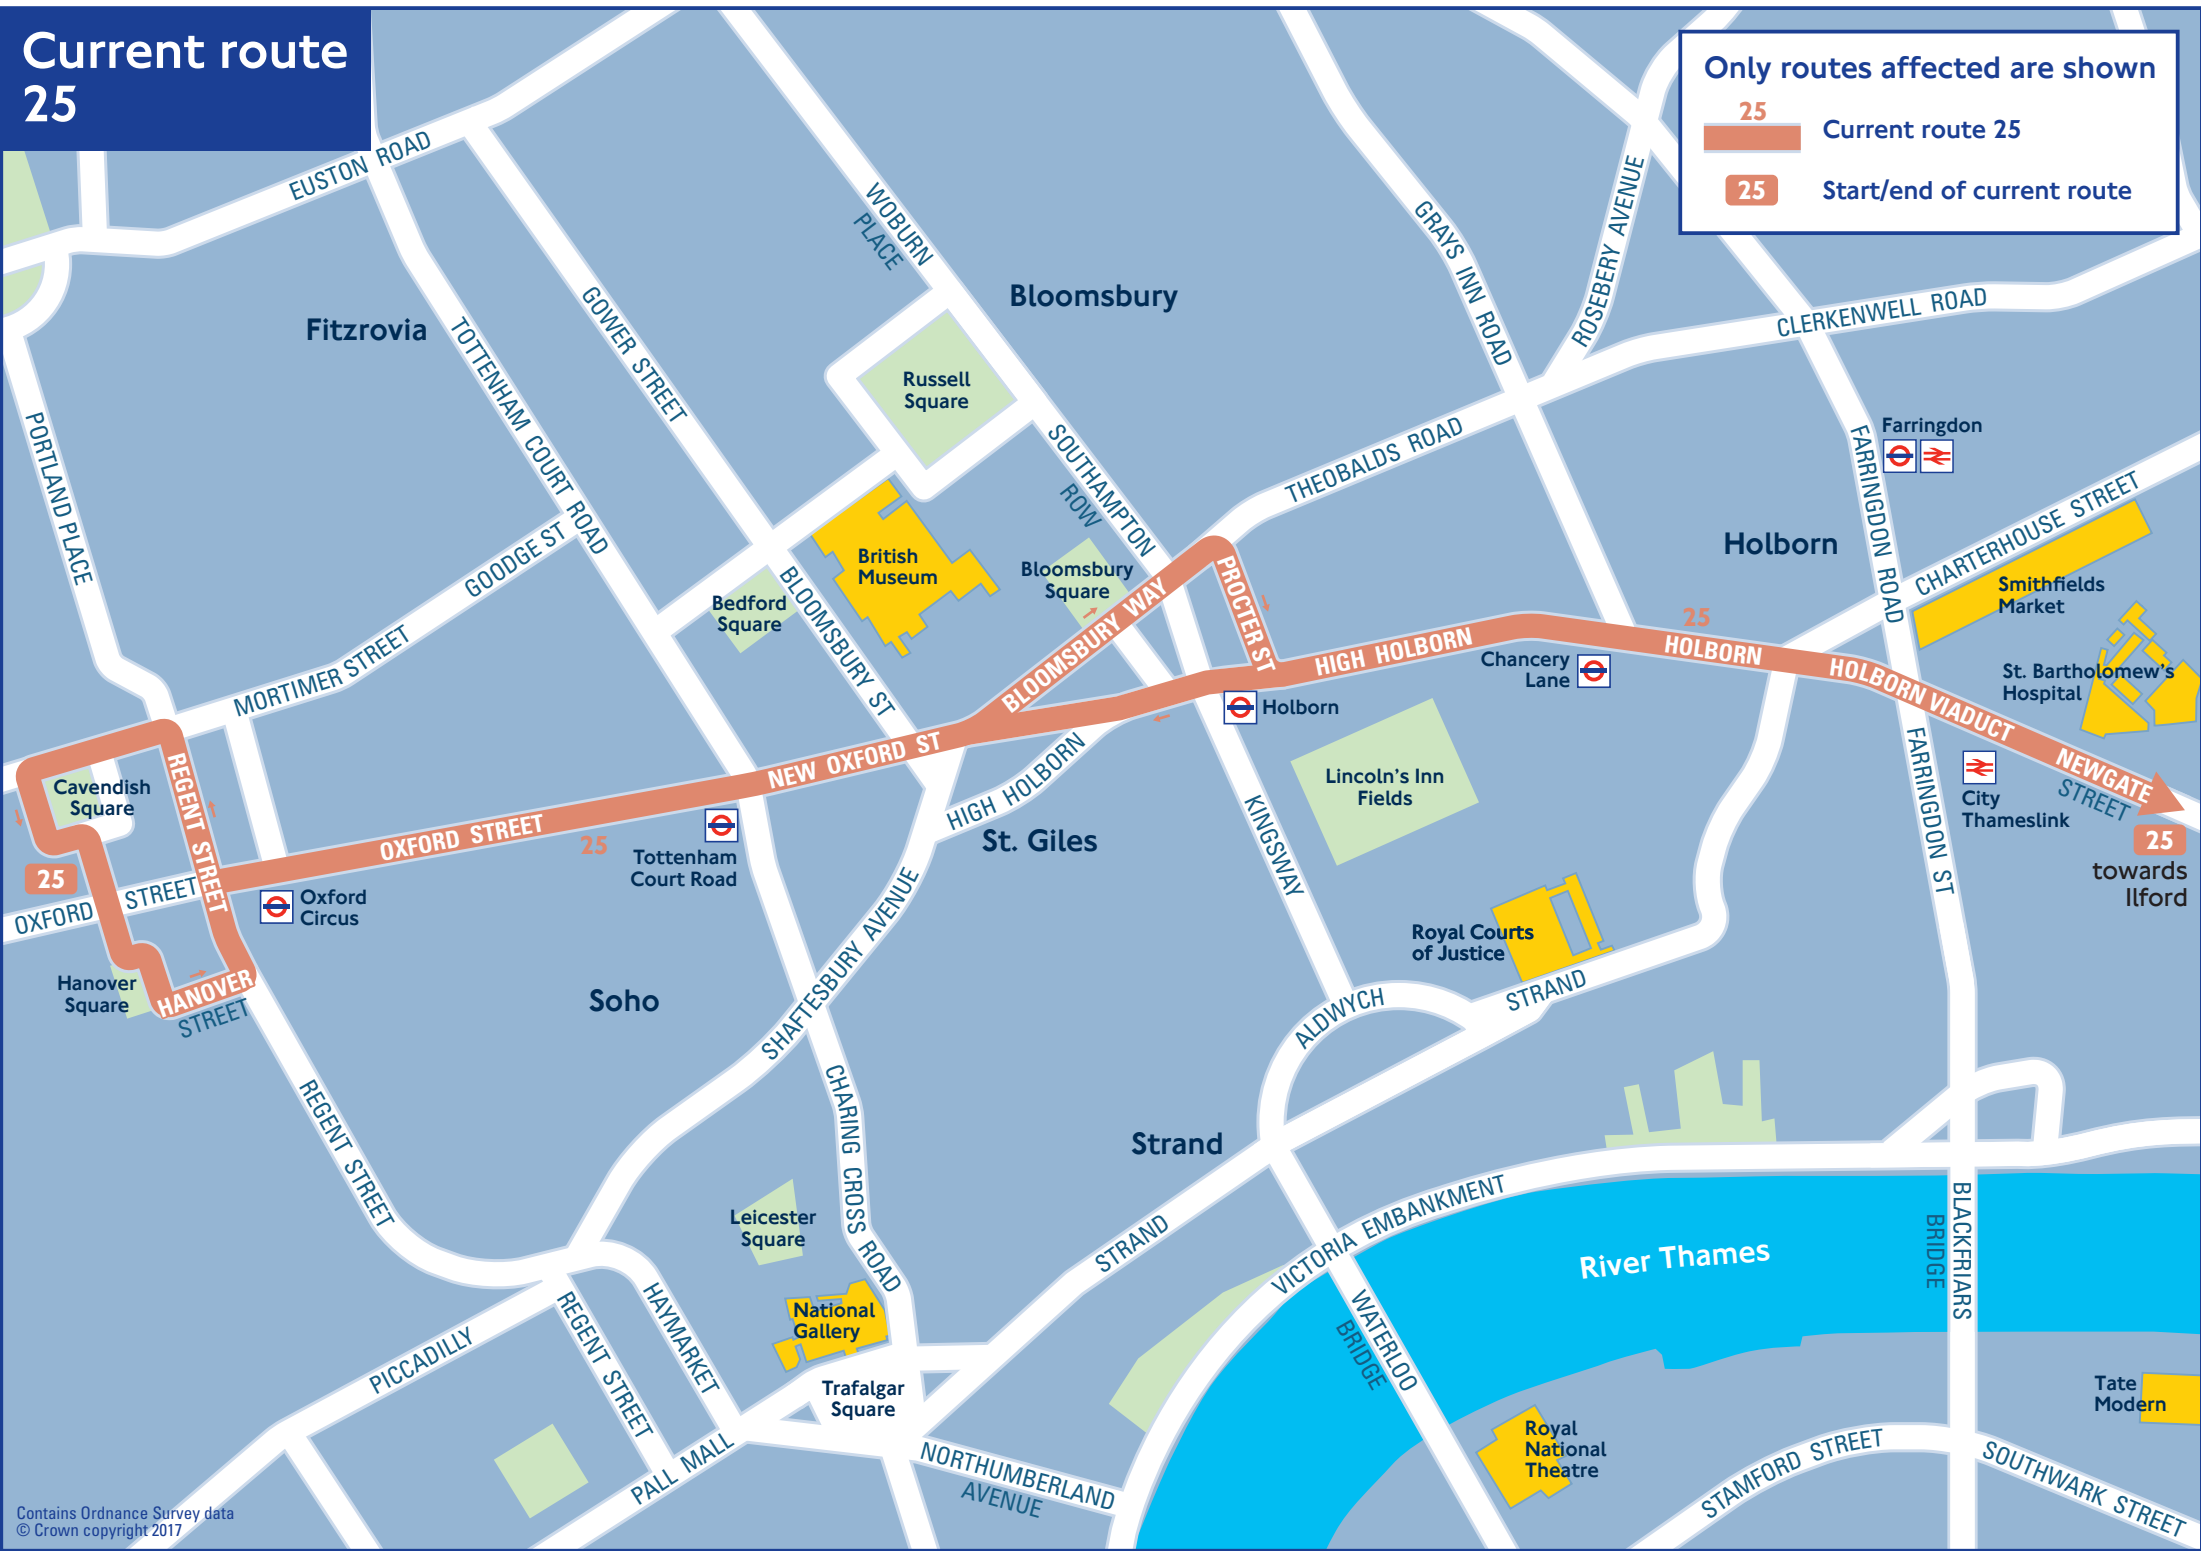 Current route
25
Only routes affected are shown
25
Current route 25
25
Start/end of current route
EUSTON ROAD
WOBURN
PLACE
GRAYS INN ROAD
ROSEBERY AVENUE
Bloomsbury
Fitzrovia
GOWER STREET
TOTTENHAM COURT ROAD
CLERKENWELL ROAD
Russell
Square
PORTLAND PLACE
SOUTHAMPTON
ROW
THEOBALDS ROAD
FARRINGDON ROAD
Farringdon
CHARTERHOUSE STREET
Holborn
GOODGE ST
British
Museum
Bloomsbury
Square
Bedford
Square
BLOOMSBURY ST
BLOOMSBURY WAY
PROCTER ST
Smithfields
Market
25
HIGH HOLBORN
HOLBORN
HOLBORN VIADUCT
Chancery
Lane
St. Bartholomew's
Hospital
MORTIMER STREET
Holborn
NEW OXFORD ST
HIGH HOLBORN
Cavendish
Square
REGENT STREET
Lincoln's Inn
Fields
NEWGATE
STREET
City
Thameslink
FARRINGDON ST
25
towards
Ilford
OXFORD STREET
25
Tottenham
Court Road
St. Giles
KINGSWAY
25
OXFORD STREET
Oxford
Circus
SHAFTESBURY AVENUE
Royal Courts
of Justice
Hanover
Square
HANOVER
STREET
Soho
ALDWYCH
STRAND
REGENT STREET
CHARING CROSS ROAD
Strand
Leicester
Square
STRAND
VICTORIA EMBANKMENT
River Thames
BLACKFRIARS
BRIDGE
National
Gallery
HAYMARKET
REGENT STREET
PICCADILLY
WATERLOO
BRIDGE
Trafalgar
Square
Tate
Modern
PALL MALL
NORTHUMBERLAND
AVENUE
Royal
National
Theatre
STAMFORD STREET
SOUTHWARK STREET
Contains Ordnance Survey data
© Crown copyright 2017